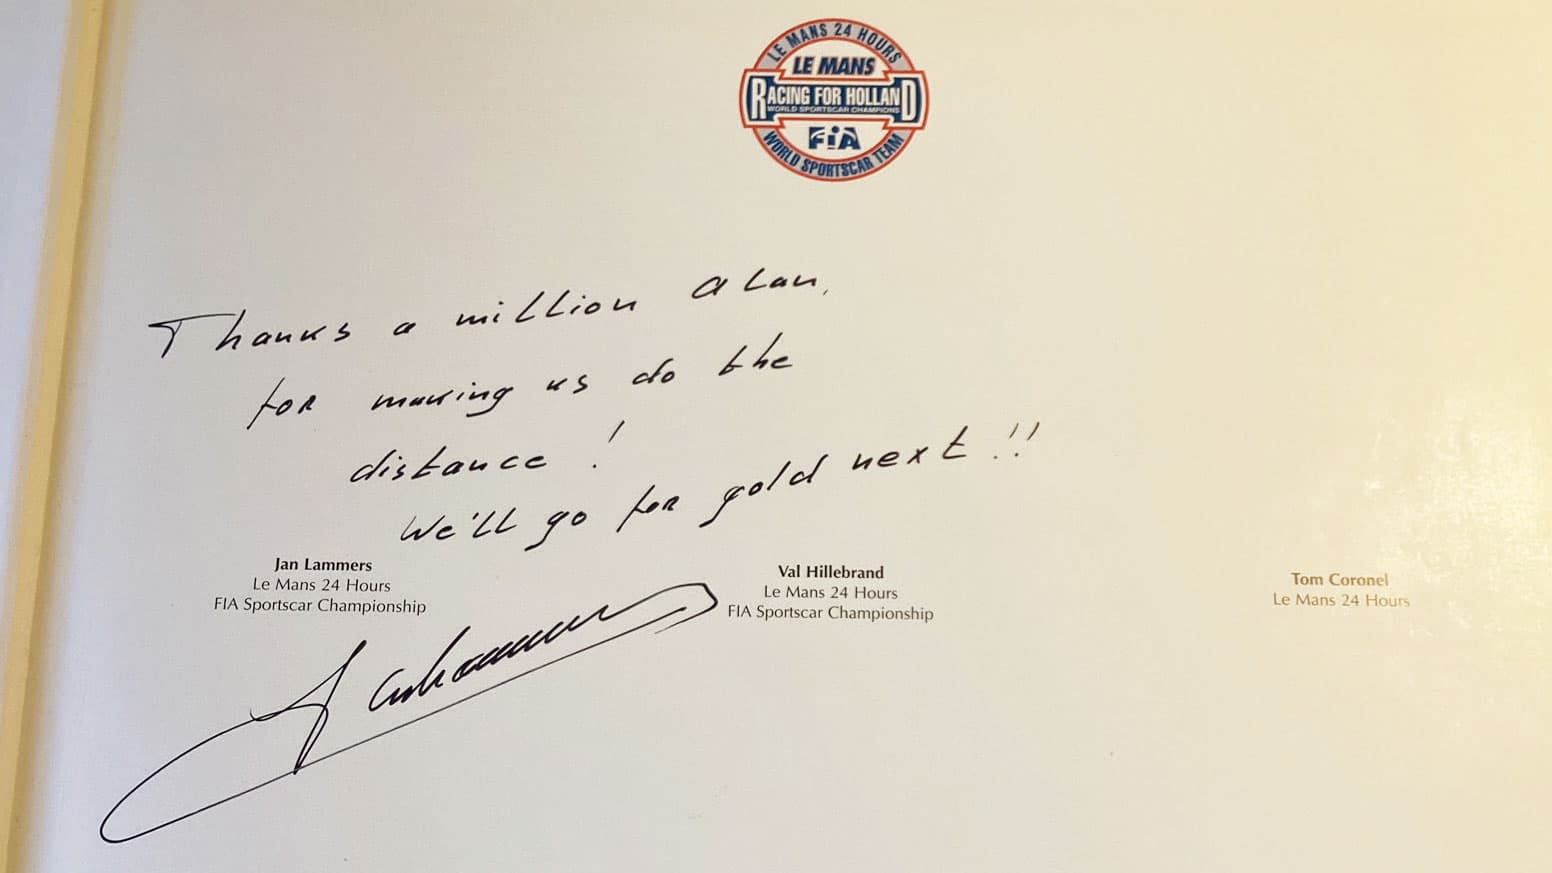 LE MANS 24 HOURS
LE MANS
RACING FOR HOLLAND
WORLD SPORTSCAR CHAMPIONS
FIA
WORLD SPORTSCAR TEAM
Thanks a million Alan,
for making us do the
distance !
We'll go for gold next !!
Jan Lammers
Le Mans 24 Hours
FIA Sportscar Championship
Val Hillebrand
Le Mans 24 Hours
FIA Sportscar Championship
Tom Coronel
Le Mans 24 Hours